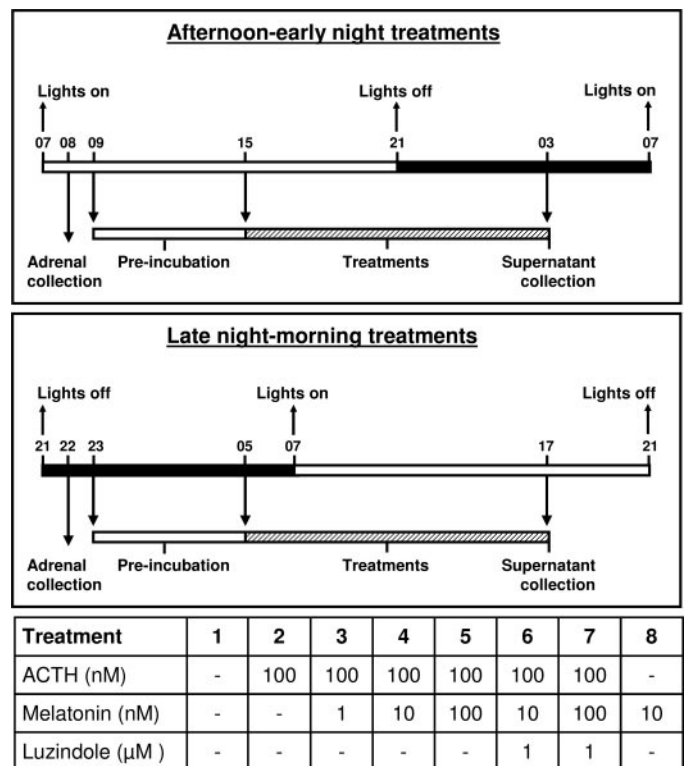 Afternoon-early night treatments
Lights on Lights off Lights on
07 08 09 15 21 03 07
Adrenal collection Pre-incubation Treatments Supernatant collection
Late night-morning treatments
Lights off Lights on Lights off
21 22 23 05 07 17 21
Adrenal collection Pre-incubation Treatments Supernatant collection
Treatment 1 2 3 4 5 6 7 8
ACTH (nM) - 100 100 100 100 100 100 -
Melatonin (nM) - - 1 10 100 10 100 10
Luzindole (µM ) - - - - - 1 1 -